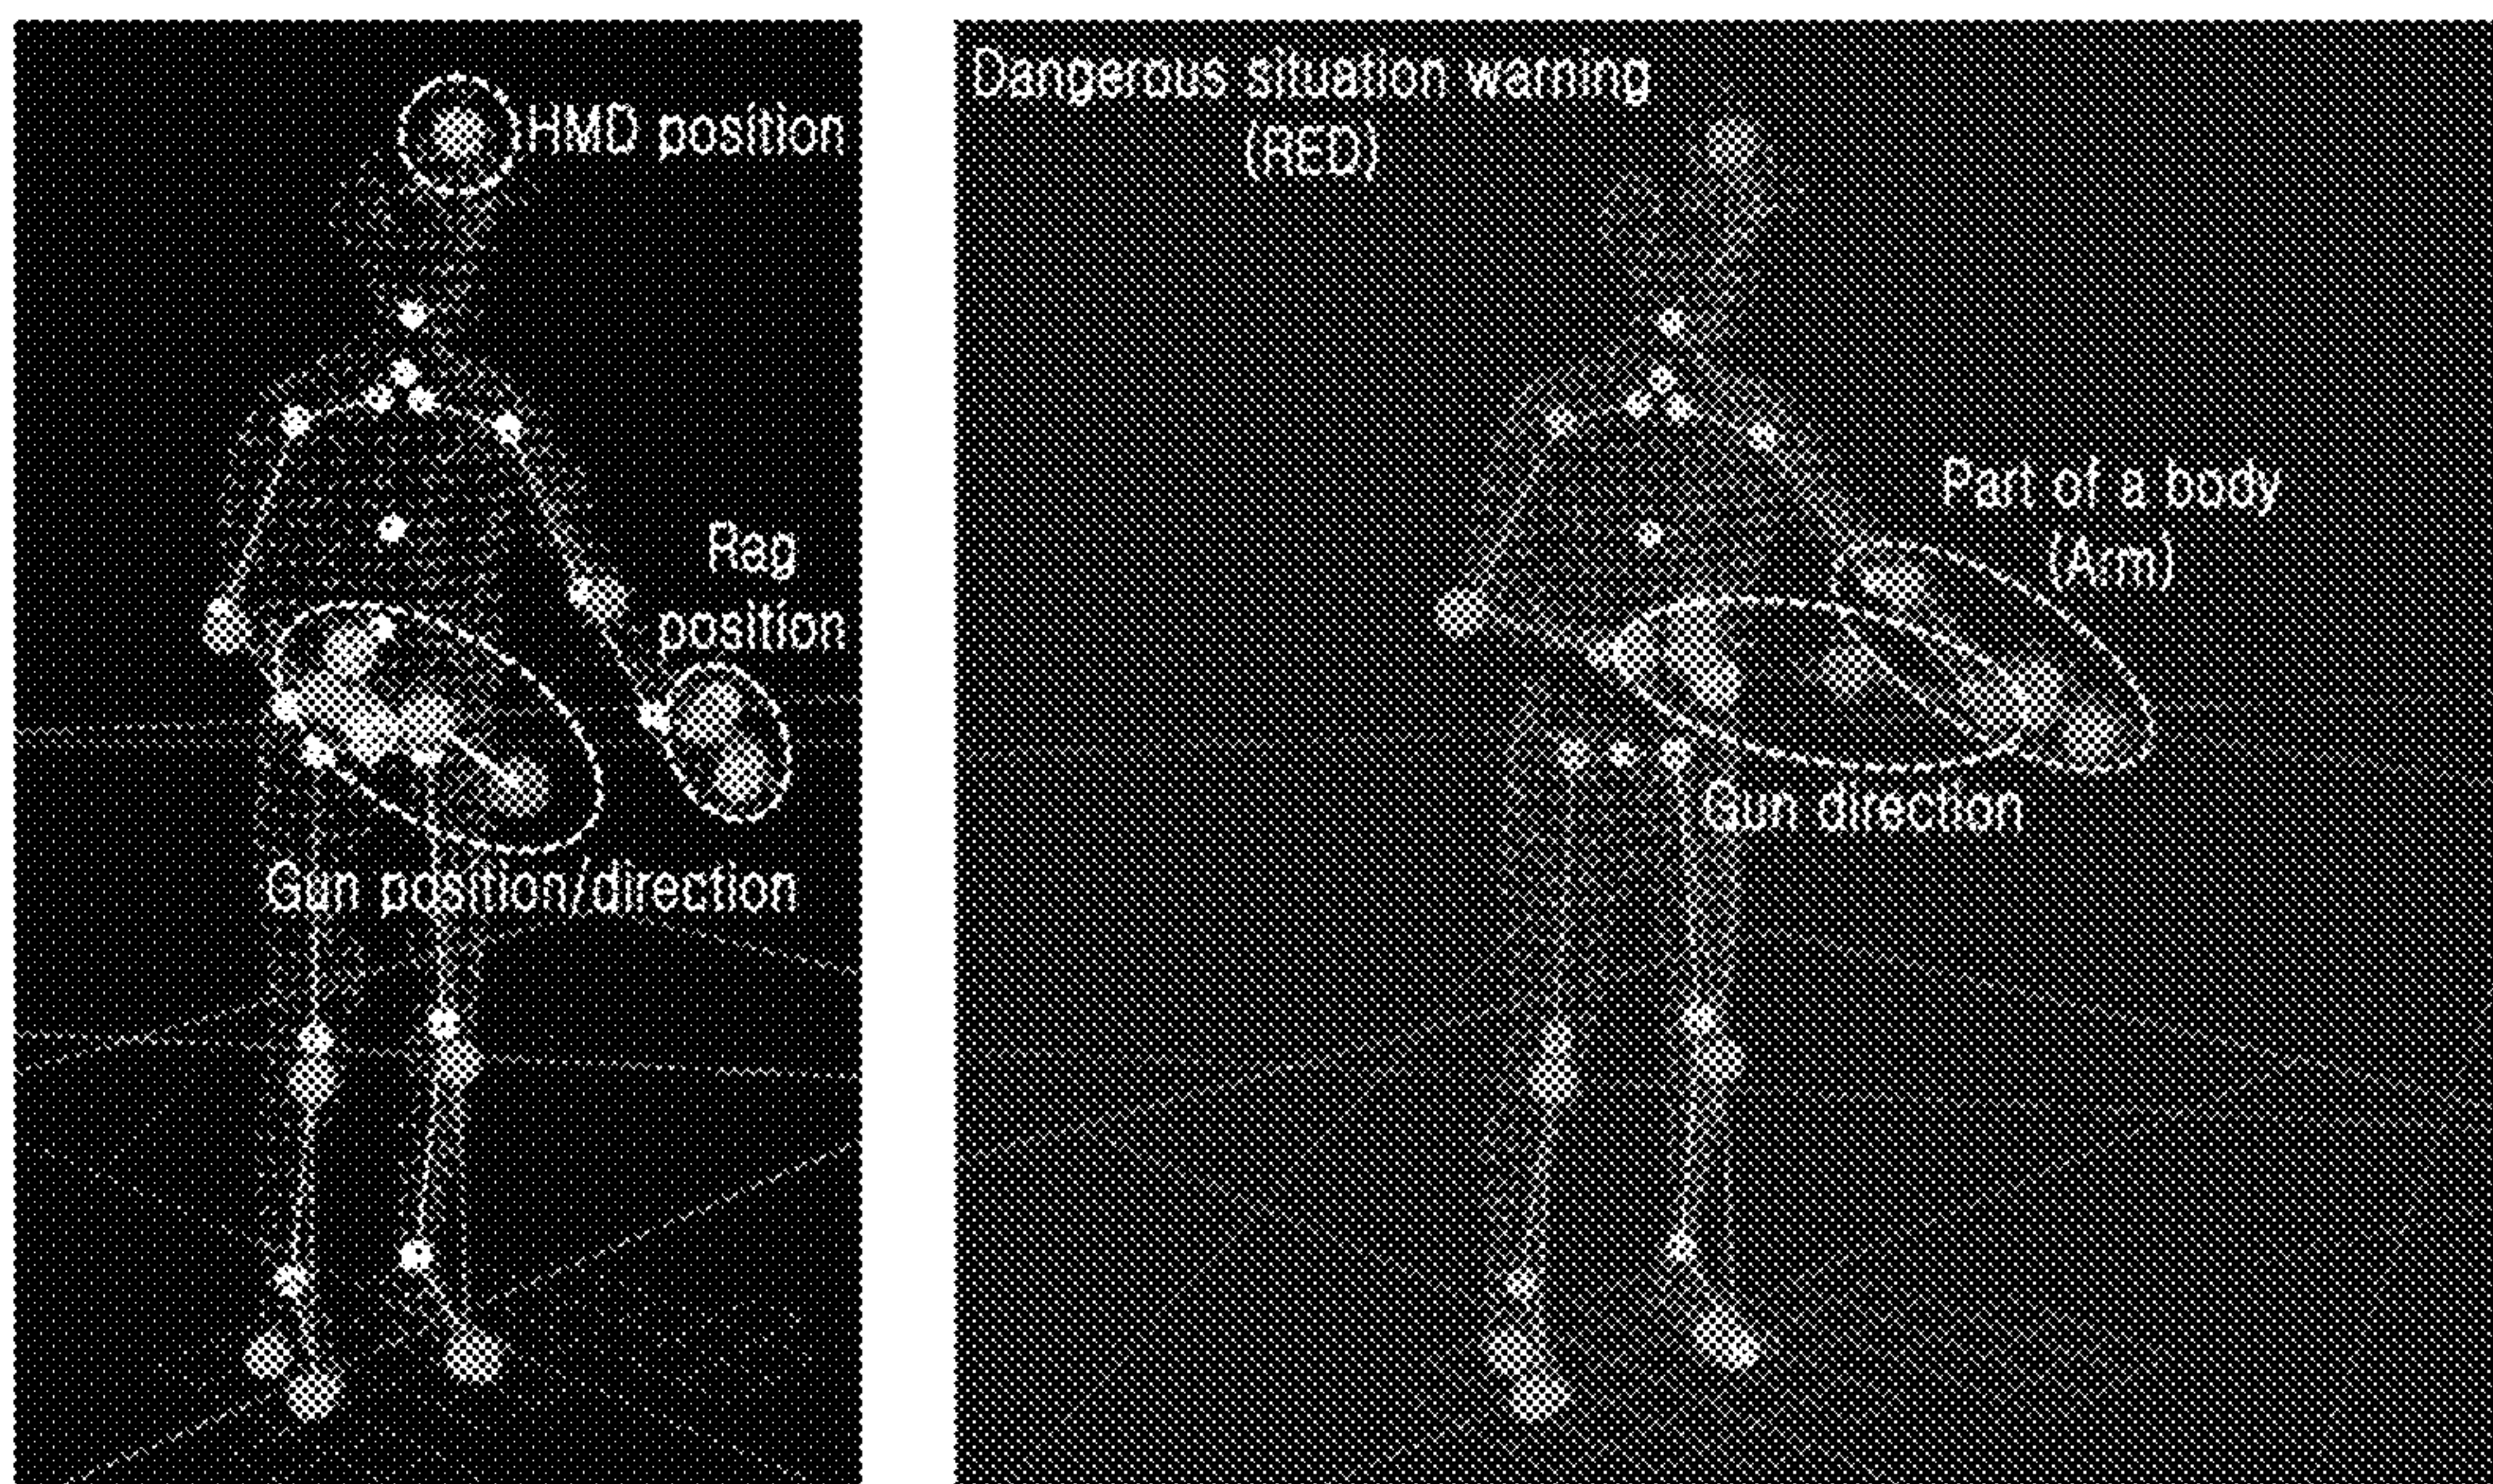 HMD position
Rag
position
Gun position/direction
Dangerous situation warning
(RED)
Part of a body
(Arm)
Gun direction